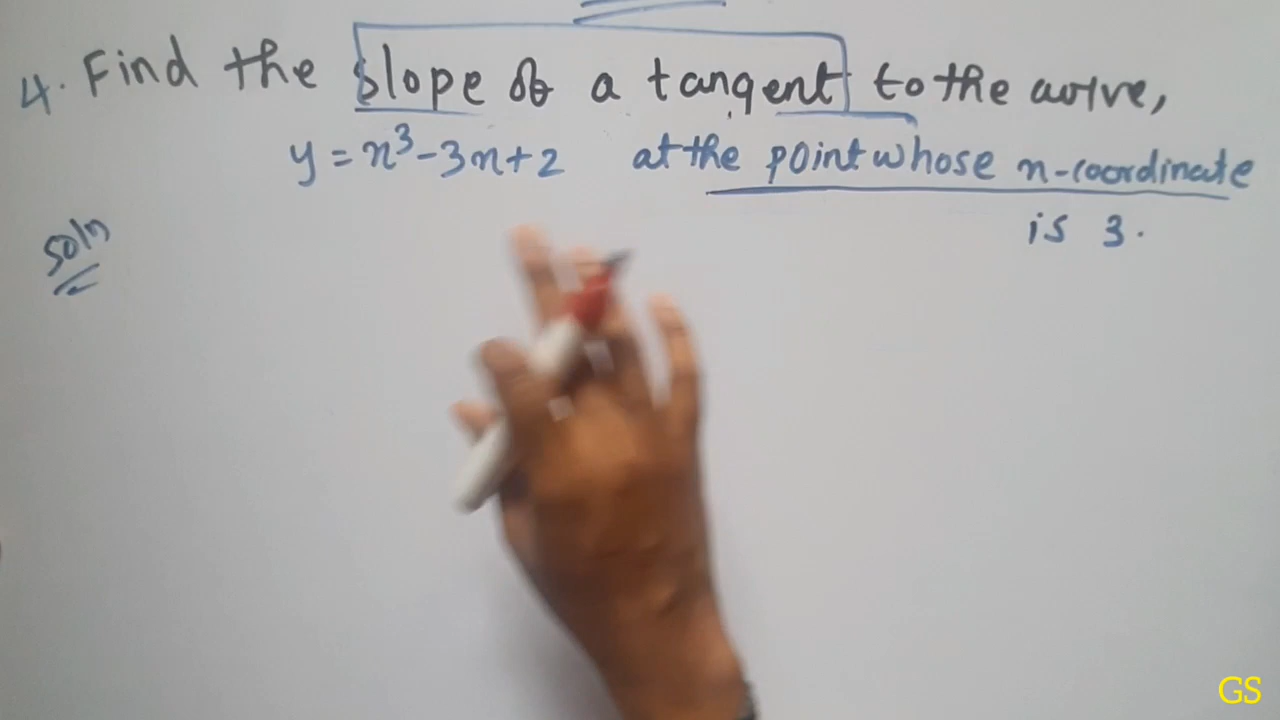 4. Find the slope of a tangent to the curve,
y = x³-3x+2 at the point whose x-coordinate
is 3.
Soln
GS